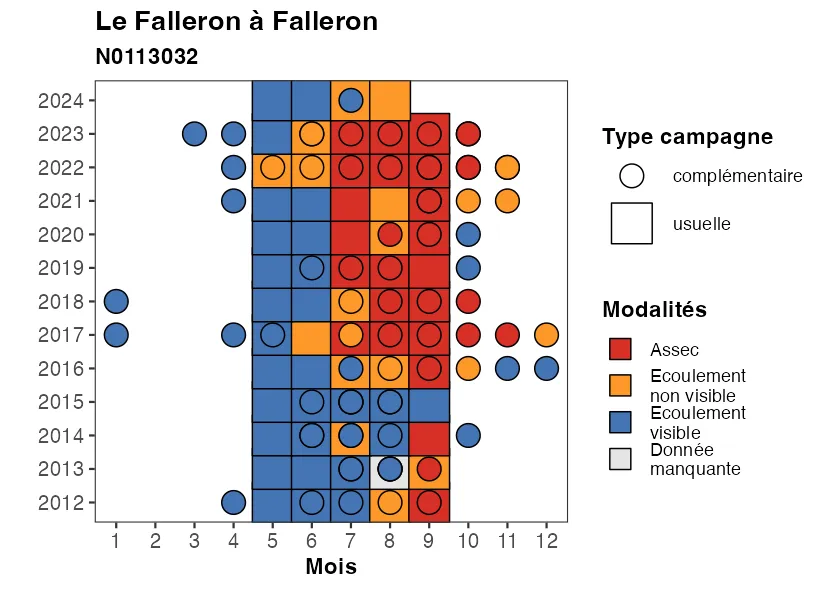 Le Falleron à Falleron
N0113032
2024
2023
2022
2021
2020
2019
2018
2017
2016
2015
2014
2013
2012
1 2 3 4 5 6 7 8 9 10 11 12
Mois
Type campagne
complémentaire
usuelle
Modalités
Assec
Ecoulement
non visible
Ecoulement
visible
Donnée
manquante